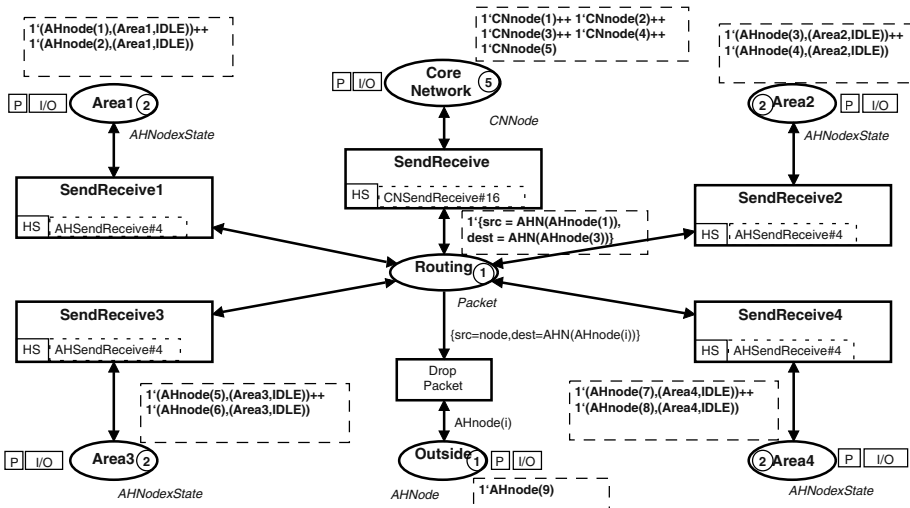 1‘(AHnode(1),(Area1,IDLE))++
1‘(AHnode(2),(Area1,IDLE))
P I/O Area1 2
AHNodexState
1‘CNnode(1)++ 1‘CNnode(2)++
1‘CNnode(3)++ 1‘CNnode(4)++
1‘CNnode(5)
P I/O Core
Network 5
CNNode
1‘(AHnode(3),(Area2,IDLE))++
1‘(AHnode(4),(Area2,IDLE))
2 Area2 P I/O
AHNodexState
SendReceive1
HS AHSendReceive#4
SendReceive
HS CNSendReceive#16
SendReceive2
HS AHSendReceive#4
1‘{src = AHN(AHnode(1)),
dest = AHN(AHnode(3))}
Routing 1
Packet
SendReceive3
HS AHSendReceive#4
{src=node,dest=AHN(AHnode(i))}
SendReceive4
HS AHSendReceive#4
Drop
Packet
1‘(AHnode(5),(Area3,IDLE))++
1‘(AHnode(6),(Area3,IDLE))
AHnode(i)
1‘(AHnode(7),(Area4,IDLE))++
1‘(AHnode(8),(Area4,IDLE))
P I/O Area3 2
AHNodexState
Outside 1 P I/O
AHNode
1‘AHnode(9)
2 Area4 P I/O
AHNodexState